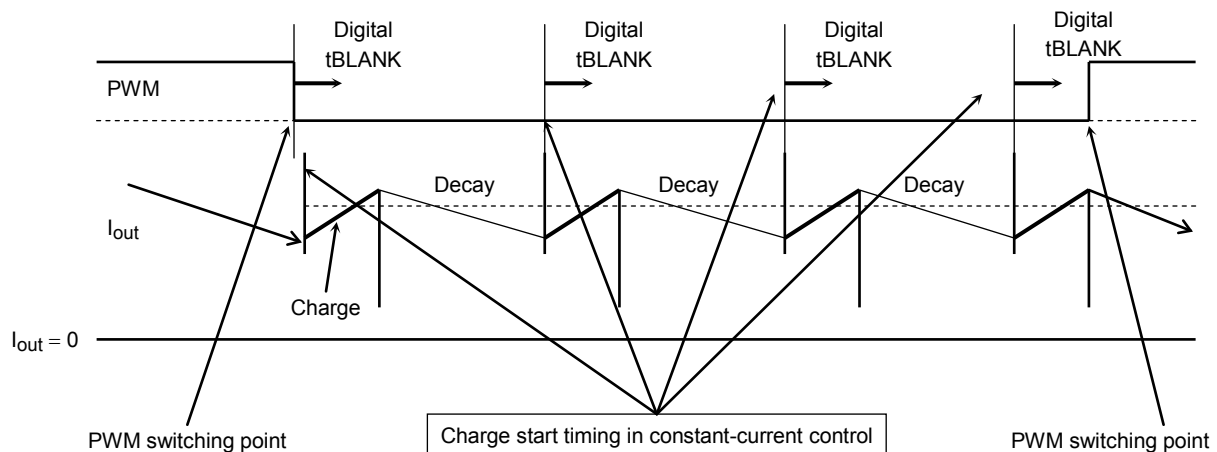 Digital
tBLANK
Digital
tBLANK
Digital
tBLANK
Digital
tBLANK
PWM
Decay
Decay
Decay
Iout
Charge
Iout = 0
PWM switching point
Charge start timing in constant-current control
PWM switching point